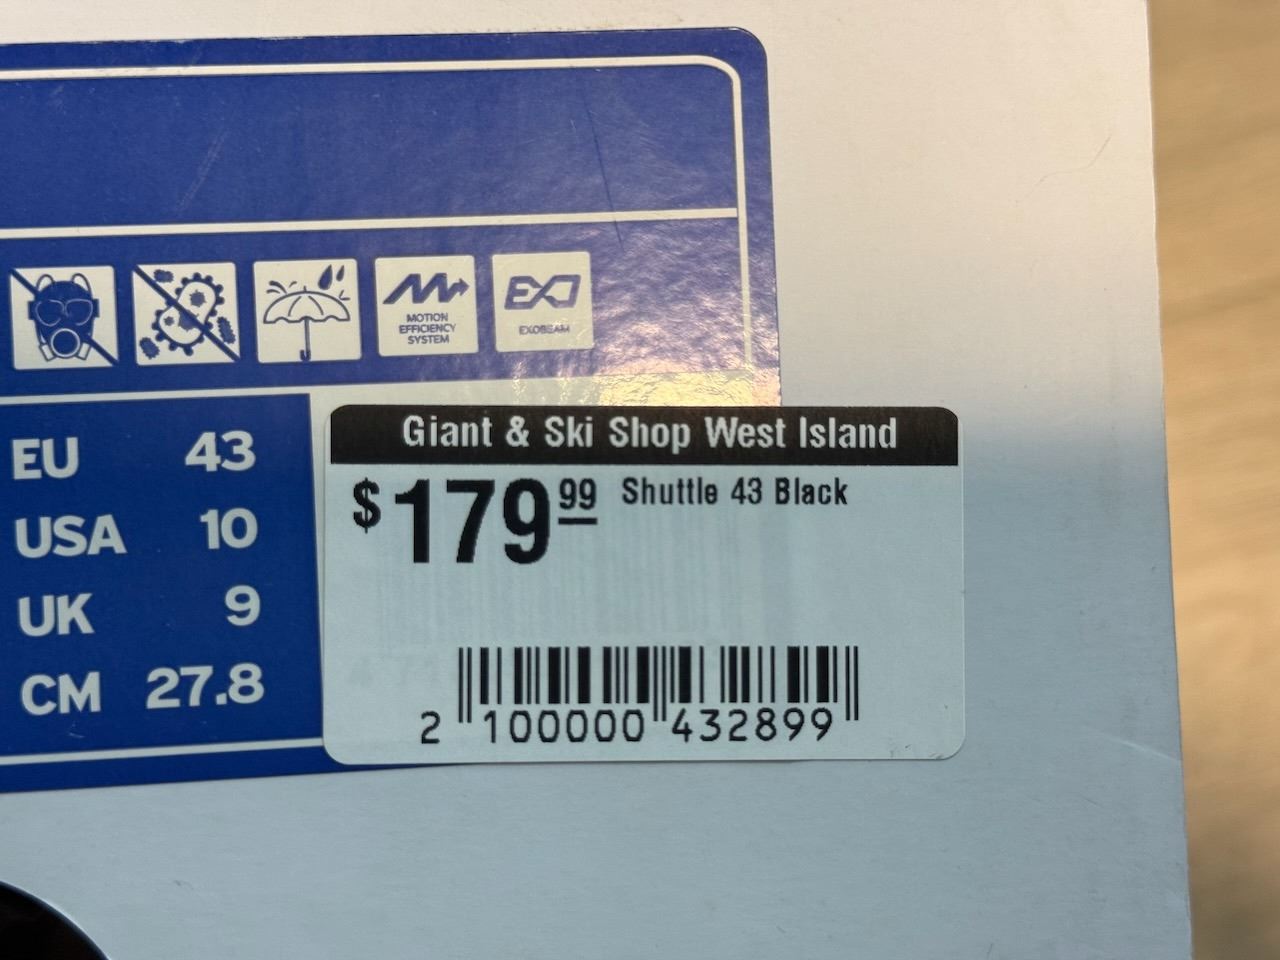 MOTION
EFFICIENCY
SYSTEM
EXOBEAM
EU 43
USA 10
UK 9
CM 27.8
Giant & Ski Shop West Island
$179.99 Shuttle 43 Black
2 100000 432899